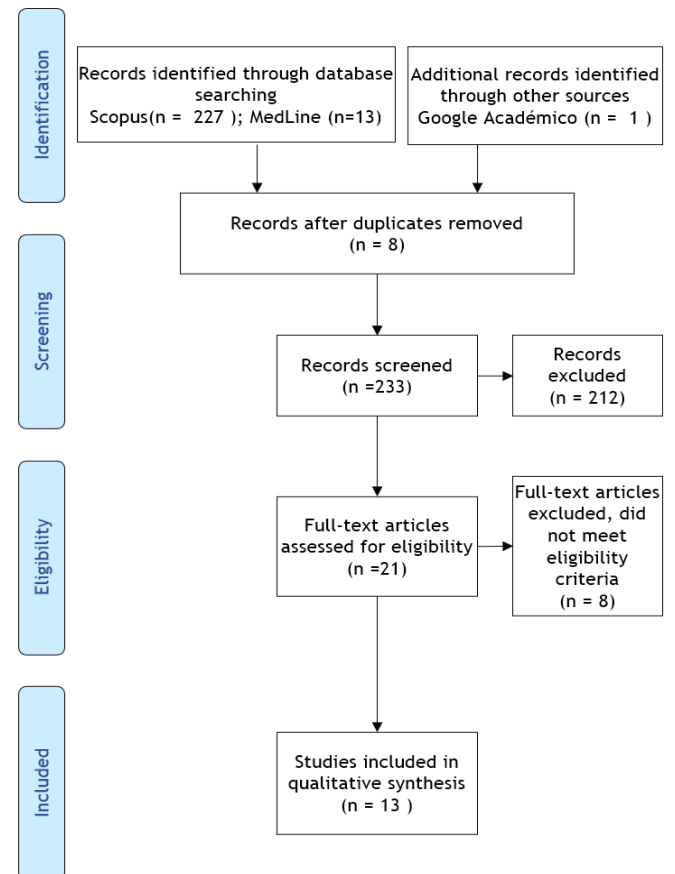 Identification
Records identified through database
searching
Scopus(n = 227 ); MedLine (n=13)
Additional records identified
through other sources
Google Académico (n = 1 )
Records after duplicates removed
(n = 8)
Screening
Records screened
(n =233)
Records
excluded
(n = 212)
Eligibility
Full-text articles
assessed for eligibility
(n =21)
Full-text articles
excluded, did
not meet
eligibility
criteria
(n = 8)
Included
Studies included in
qualitative synthesis
(n = 13 )